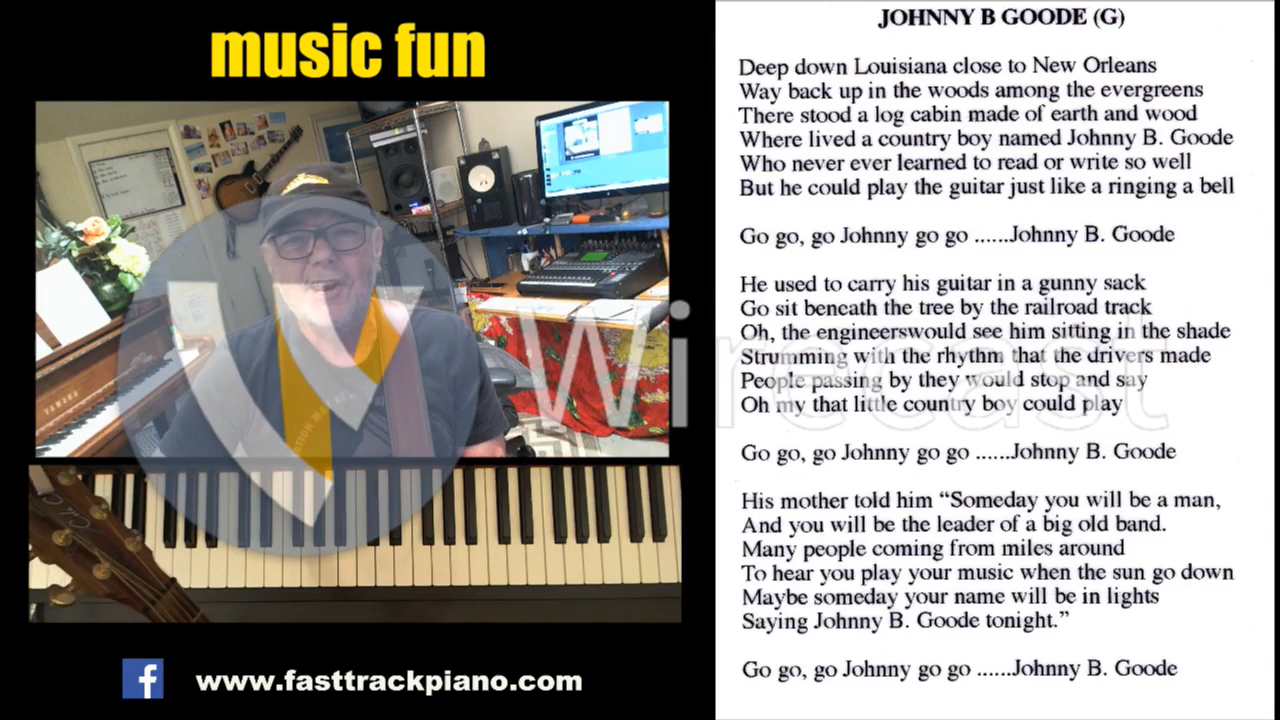 music fun
YAMAHA
www.fasttrackpiano.com
Wirecast
JOHNNY B GOODE (G)
Deep down Louisiana close to New Orleans
Way back up in the woods among the evergreens
There stood a log cabin made of earth and wood
Where lived a country boy named Johnny B. Goode
Who never ever learned to read or write so well
But he could play the guitar just like a ringing a bell
Go go, go Johnny go go ......Johnny B. Goode
He used to carry his guitar in a gunny sack
Go sit beneath the tree by the railroad track
Oh, the engineerswould see him sitting in the shade
Strumming with the rhythm that the drivers made
People passing by they would stop and say
Oh my that little country boy could play
Go go, go Johnny go go ......Johnny B. Goode
His mother told him “Someday you will be a man,
And you will be the leader of a big old band.
Many people coming from miles around
To hear you play your music when the sun go down
Maybe someday your name will be in lights
Saying Johnny B. Goode tonight.”
Go go, go Johnny go go ......Johnny B. Goode